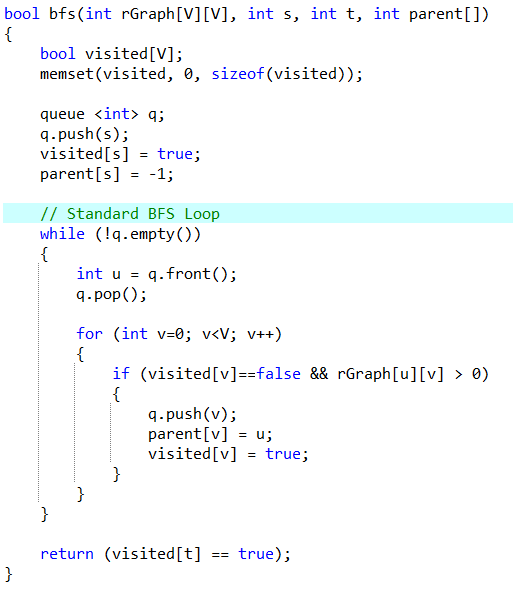 bool bfs(int rGraph[V][V], int s, int t, int parent[])
{
    bool visited[V];
    memset(visited, 0, sizeof(visited));

    queue <int> q;
    q.push(s);
    visited[s] = true;
    parent[s] = -1;

    // Standard BFS Loop
    while (!q.empty())
    {
        int u = q.front();
        q.pop();

        for (int v=0; v<V; v++)
        {
            if (visited[v]==false && rGraph[u][v] > 0)
            {
                q.push(v);
                parent[v] = u;
                visited[v] = true;
            }
        }
    }

    return (visited[t] == true);
}